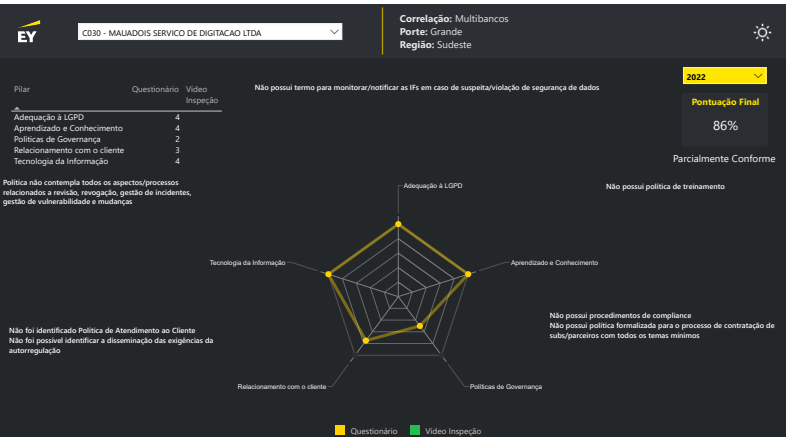 EY
C030 - MAUADOIS SERVICO DE DIGITACAO LTDA
Correlação: Multibancos
Porte: Grande
Região: Sudeste
2022
Pontuação Final
86%
Parcialmente Conforme
Pilar Questionário Vídeo
Inspeção
Adequação à LGPD 4
Aprendizado e Conhecimento 4
Políticas de Governança 2
Relacionamento com o cliente 3
Tecnologia da Informação 4
Não possui termo para monitorar/notificar as IFs em caso de suspeita/violação de segurança de dados
Política não contempla todos os aspectos/processos
relacionados a revisão, revogação, gestão de incidentes,
gestão de vulnerabilidade e mudanças
Adequação à LGPD
Não possui política de treinamento
Tecnologia da Informação
Aprendizado e Conhecimento
Não possui procedimentos de compliance
Não possui política formalizada para o processo de contratação de
subs/parceiros com todos os temas mínimos
Não foi identificado Política de Atendimento ao Cliente
Não foi possível identificar a disseminação das exigências da
autorregulação
Relacionamento com o cliente
Políticas de Governança
Questionário Vídeo Inspeção